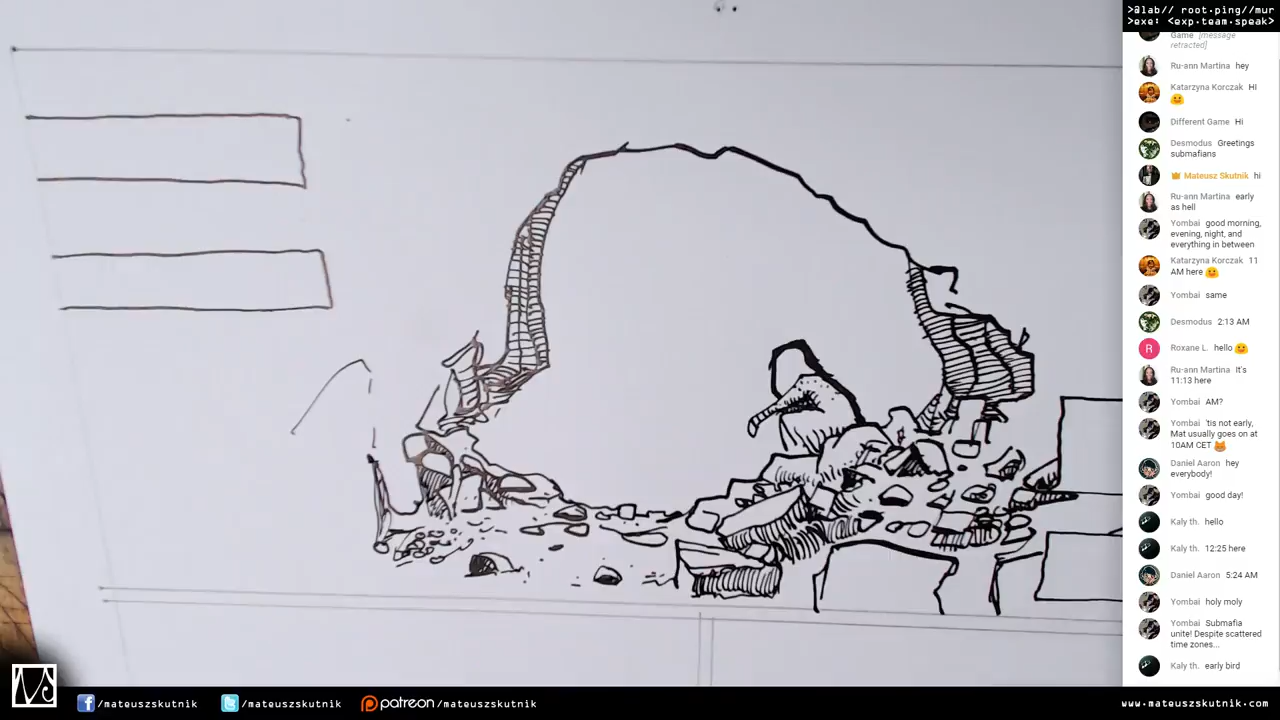 >@lab// root.ping//mur
>exe: <exp.team.speak>
Game [message
retracted]
Ru-ann Martina hey
Katarzyna Korczak HI
Different Game Hi
Desmodus Greetings
submafians
Mateusz Skutnik hi
Ru-ann Martina early
as hell
Yombai good morning,
evening, night, and
everything in between
Katarzyna Korczak 11
AM here
Yombai same
Desmodus 2:13 AM
R Roxane L. hello
Ru-ann Martina It's
11:13 here
Yombai AM?
Yombai 'tis not early,
Mat usually goes on at
10AM CET
Daniel Aaron hey
everybody!
Yombai good day!
Kaly th. hello
Kaly th. 12:25 here
Daniel Aaron 5:24 AM
Yombai holy moly
Yombai Submafia
unite! Despite scattered
time zones...
Kaly th. early bird
/mateuszskutnik /mateuszskutnik patreon/mateuszskutnik www.mateuszskutnik.com